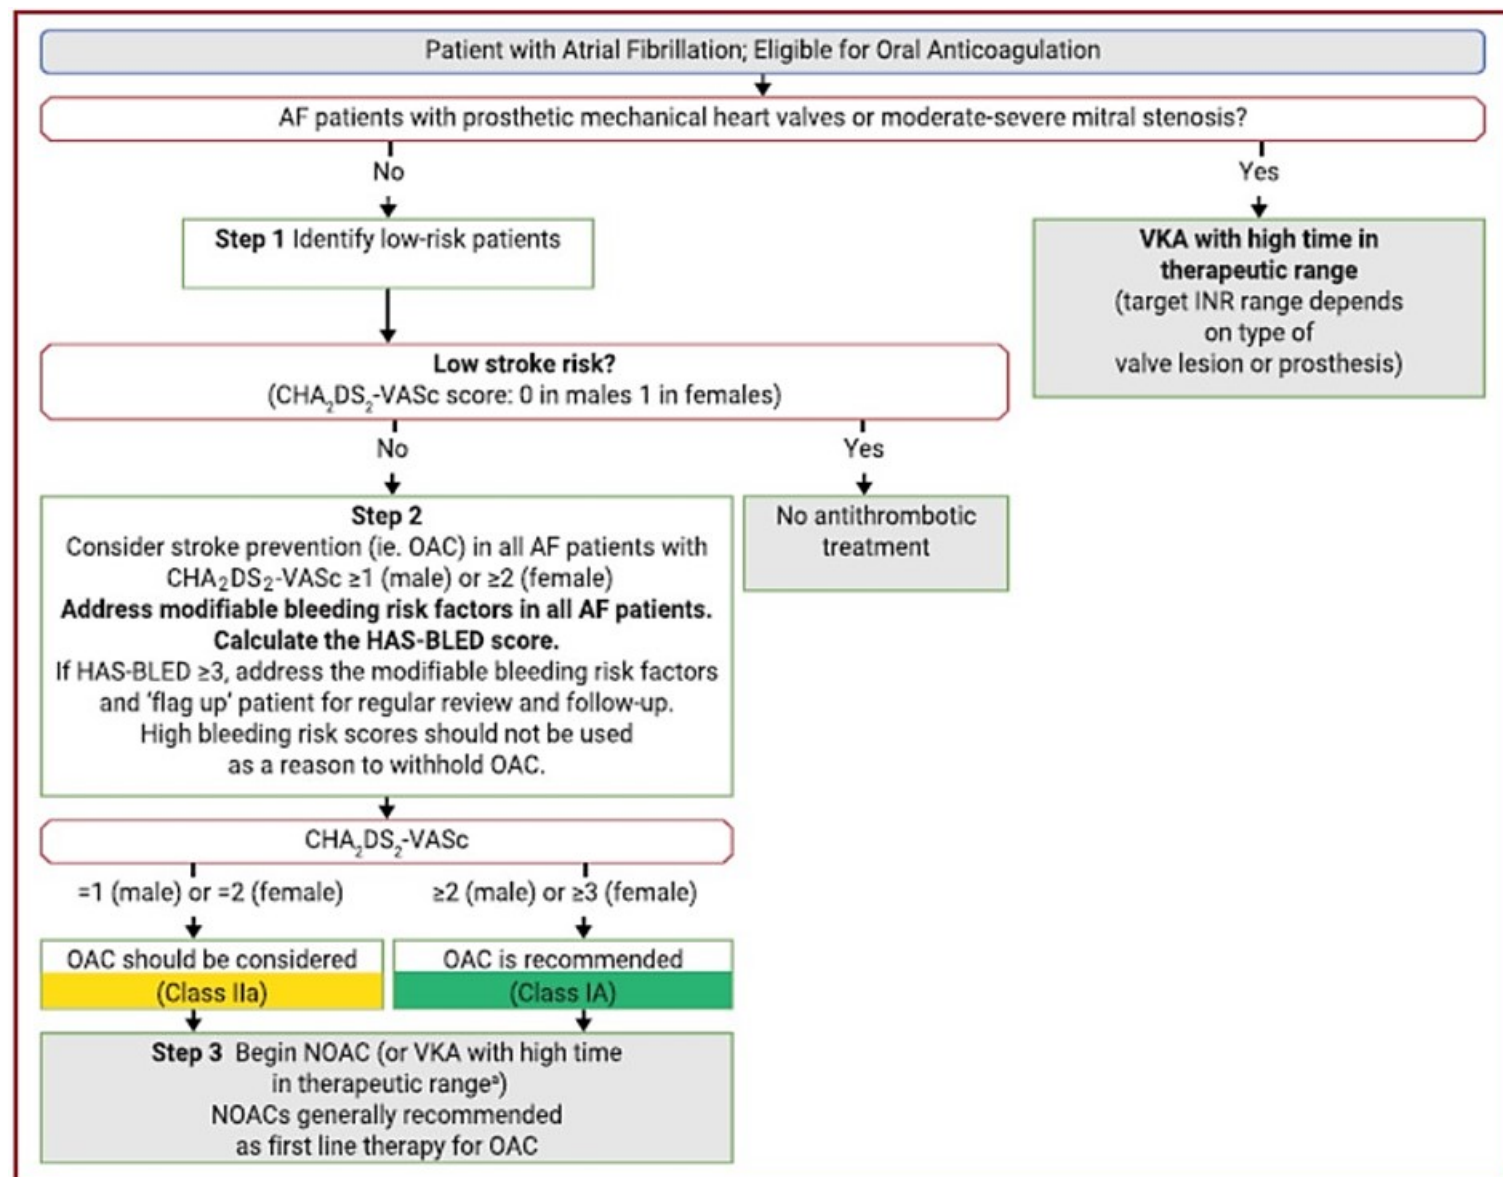 Patient with Atrial Fibrillation; Eligible for Oral Anticoagulation
AF patients with prosthetic mechanical heart valves or moderate-severe mitral stenosis?
No
Yes
Step 1 Identify low-risk patients
VKA with high time in
therapeutic range
(target INR range depends
on type of
valve lesion or prosthesis)
Low stroke risk?
(CHA₂DS₂-VASc score: 0 in males 1 in females)
No
Yes
Step 2
Consider stroke prevention (ie. OAC) in all AF patients with
CHA₂DS₂-VASc ≥1 (male) or ≥2 (female)
Address modifiable bleeding risk factors in all AF patients.
Calculate the HAS-BLED score.
If HAS-BLED ≥3, address the modifiable bleeding risk factors
and ‘flag up’ patient for regular review and follow-up.
High bleeding risk scores should not be used
as a reason to withhold OAC.
No antithrombotic
treatment
CHA₂DS₂-VASc
=1 (male) or =2 (female)
≥2 (male) or ≥3 (female)
OAC should be considered
(Class IIa)
OAC is recommended
(Class IA)
Step 3 Begin NOAC (or VKA with high time
in therapeutic rangeᵃ)
NOACs generally recommended
as first line therapy for OAC